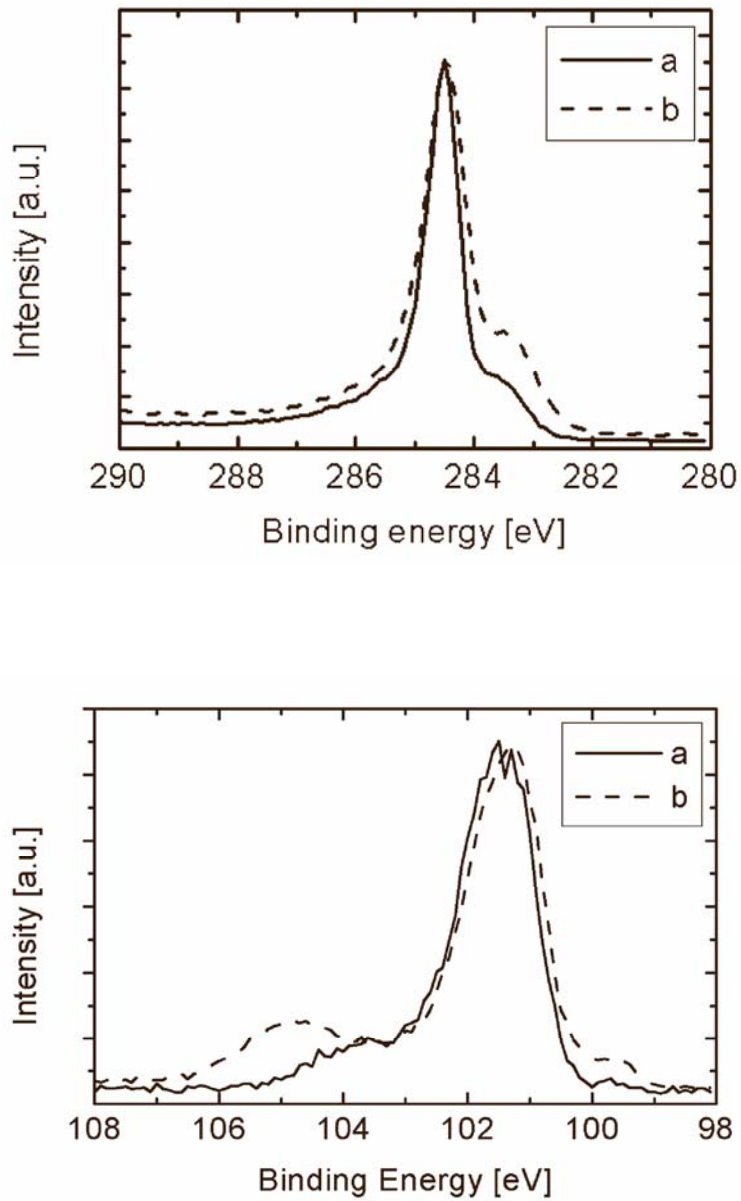 a
b
Intensity [a.u.]
290 288 286 284 282 280
Binding energy [eV]
a
b
Intensity [a.u.]
108 106 104 102 100 98
Binding Energy [eV]